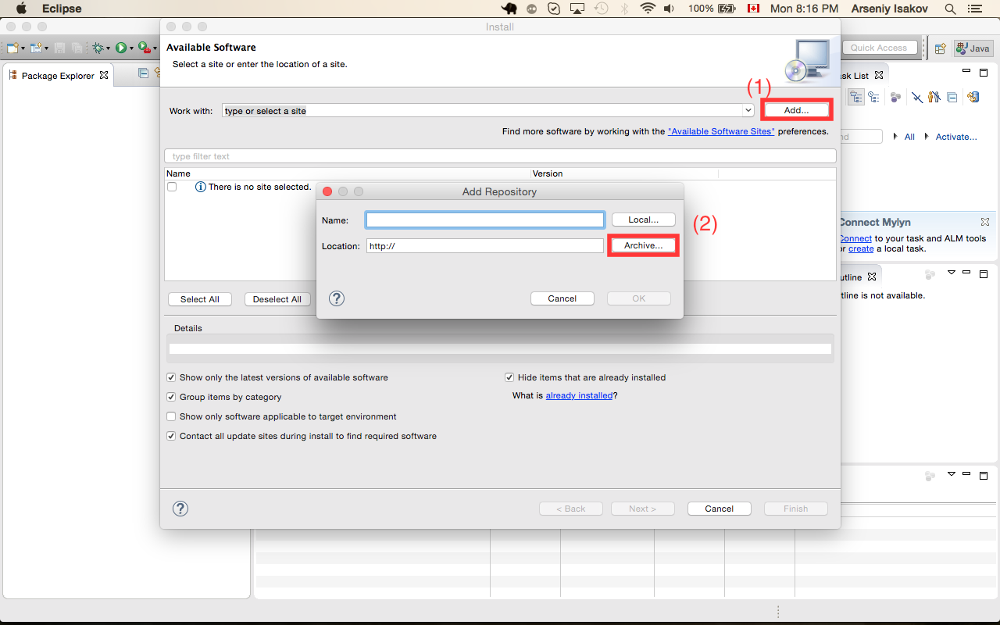 Eclipse 100% Mon 8:16 PM Arseniy Isakov
Install
Available Software
Select a site or enter the location of a site.
Quick Access
Java
Package Explorer
sk List
(1)
Work with: type or select a site Add...
Find more software by working with the "Available Software Sites" preferences.
nd All Activate...
type filter text
Name Version
There is no site selected.
Add Repository
Name: Local...
(2)
Location: http:// Archive...
Connect Mylyn
Connect to your task and ALM tools
or create a local task.
utline
tline is not available.
Select All Deselect All
? Cancel OK
Details
Show only the latest versions of available software
Hide items that are already installed
Group items by category
What is already installed?
Show only software applicable to target environment
Contact all update sites during install to find required software
? < Back Next > Cancel Finish